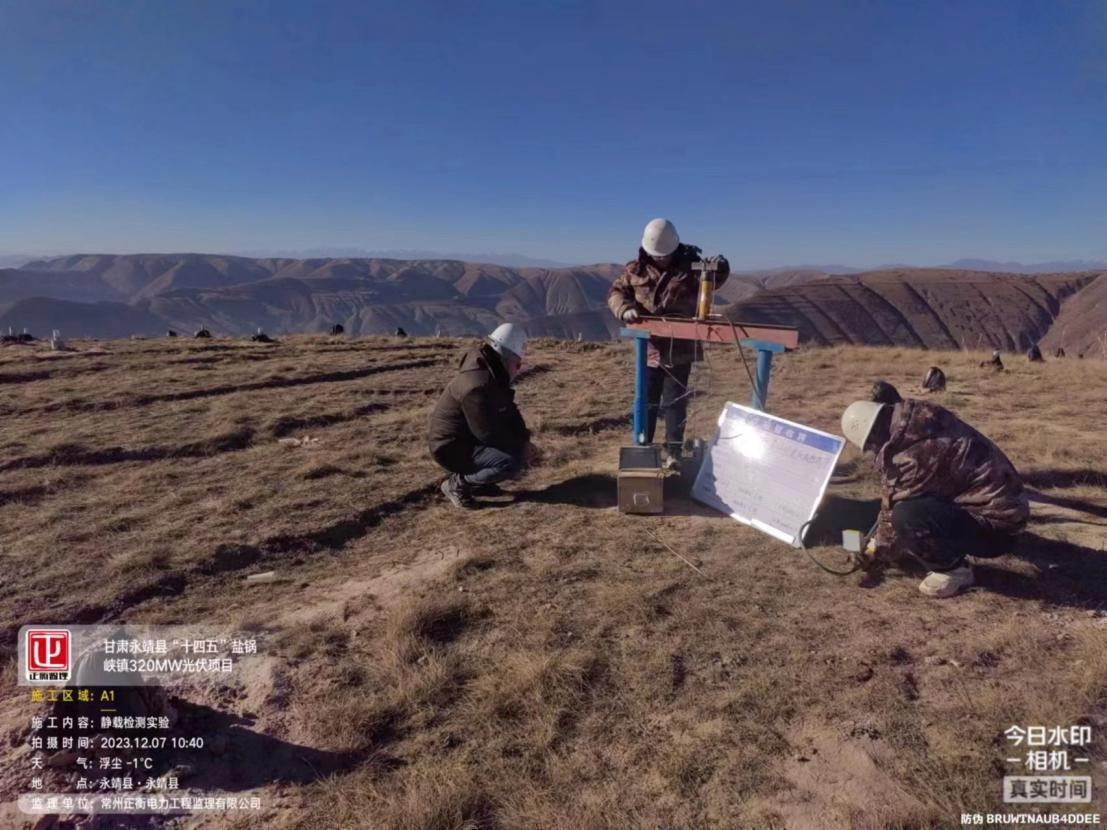 正衡监理
甘肃永靖县“十四五”盐锅
峡镇320MW光伏项目
施工区域：A1
施工内容：静载检测实验
拍摄时间：2023.12.07 10:40
天气：浮尘 -1℃
地点：永靖县·永靖县
监理单位：常州正衡电力工程监理有限公司
今日水印
相机
真实时间
防伪 BRUWTNAUB4DDEE